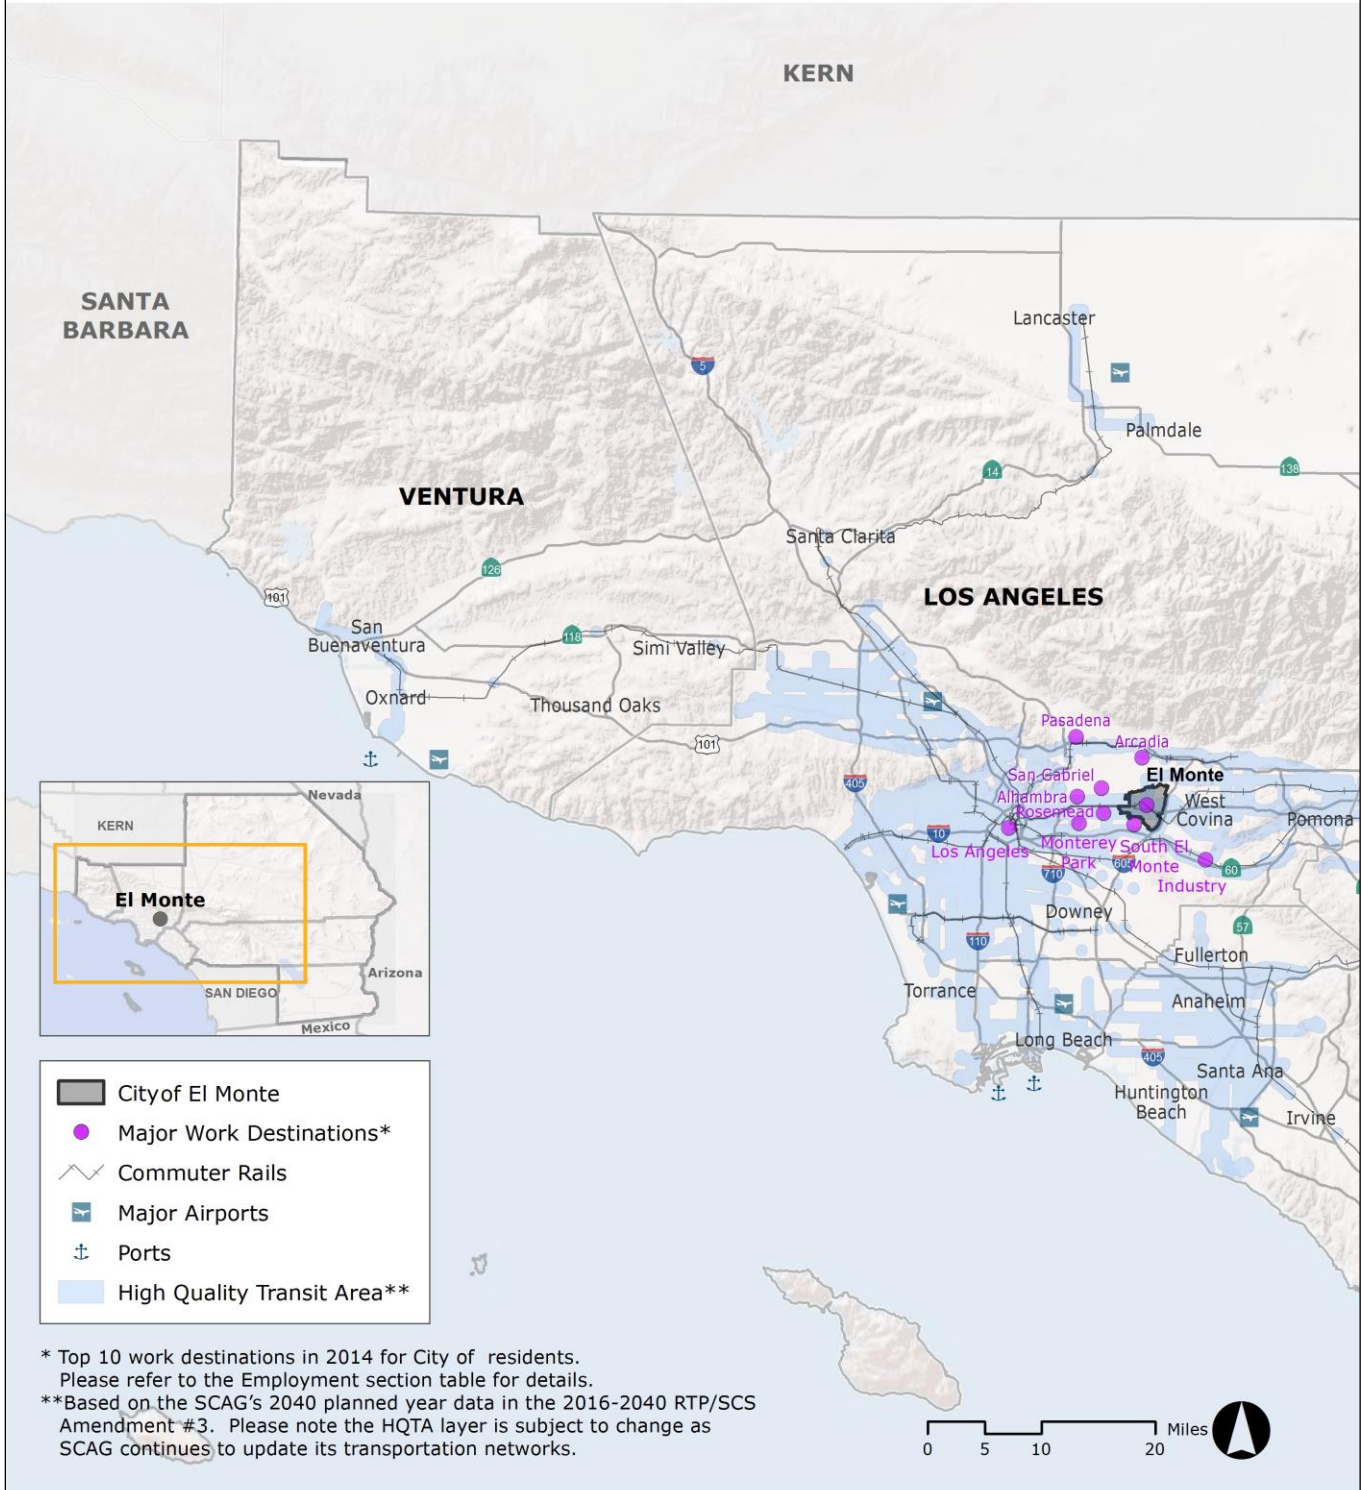 KERN
SANTA
BARBARA
Lancaster
5
Palmdale
14
138
VENTURA
Santa Clarita
126
LOS ANGELES
101
San
Buenaventura
118
Simi Valley
Oxnard
Thousand Oaks
101
Pasadena
Arcadia
405
San Gabriel
El Monte
Alhambra
Rosemead
West
Covina
Pomona
10
Los Angeles
Monterey
Park
South El
Monte
605
710
60
Industry
Downey
57
110
Fullerton
Torrance
Anaheim
Long Beach
405
Santa Ana
Huntington
Beach
Irvine
Nevada
KERN
El Monte
Arizona
SAN DIEGO
Mexico
Cityof El Monte
Major Work Destinations*
Commuter Rails
Major Airports
Ports
High Quality Transit Area**
* Top 10 work destinations in 2014 for City of residents.
Please refer to the Employment section table for details.
**Based on the SCAG's 2040 planned year data in the 2016-2040 RTP/SCS
Amendment #3. Please note the HQTA layer is subject to change as
SCAG continues to update its transportation networks.
Miles
0 5 10 20